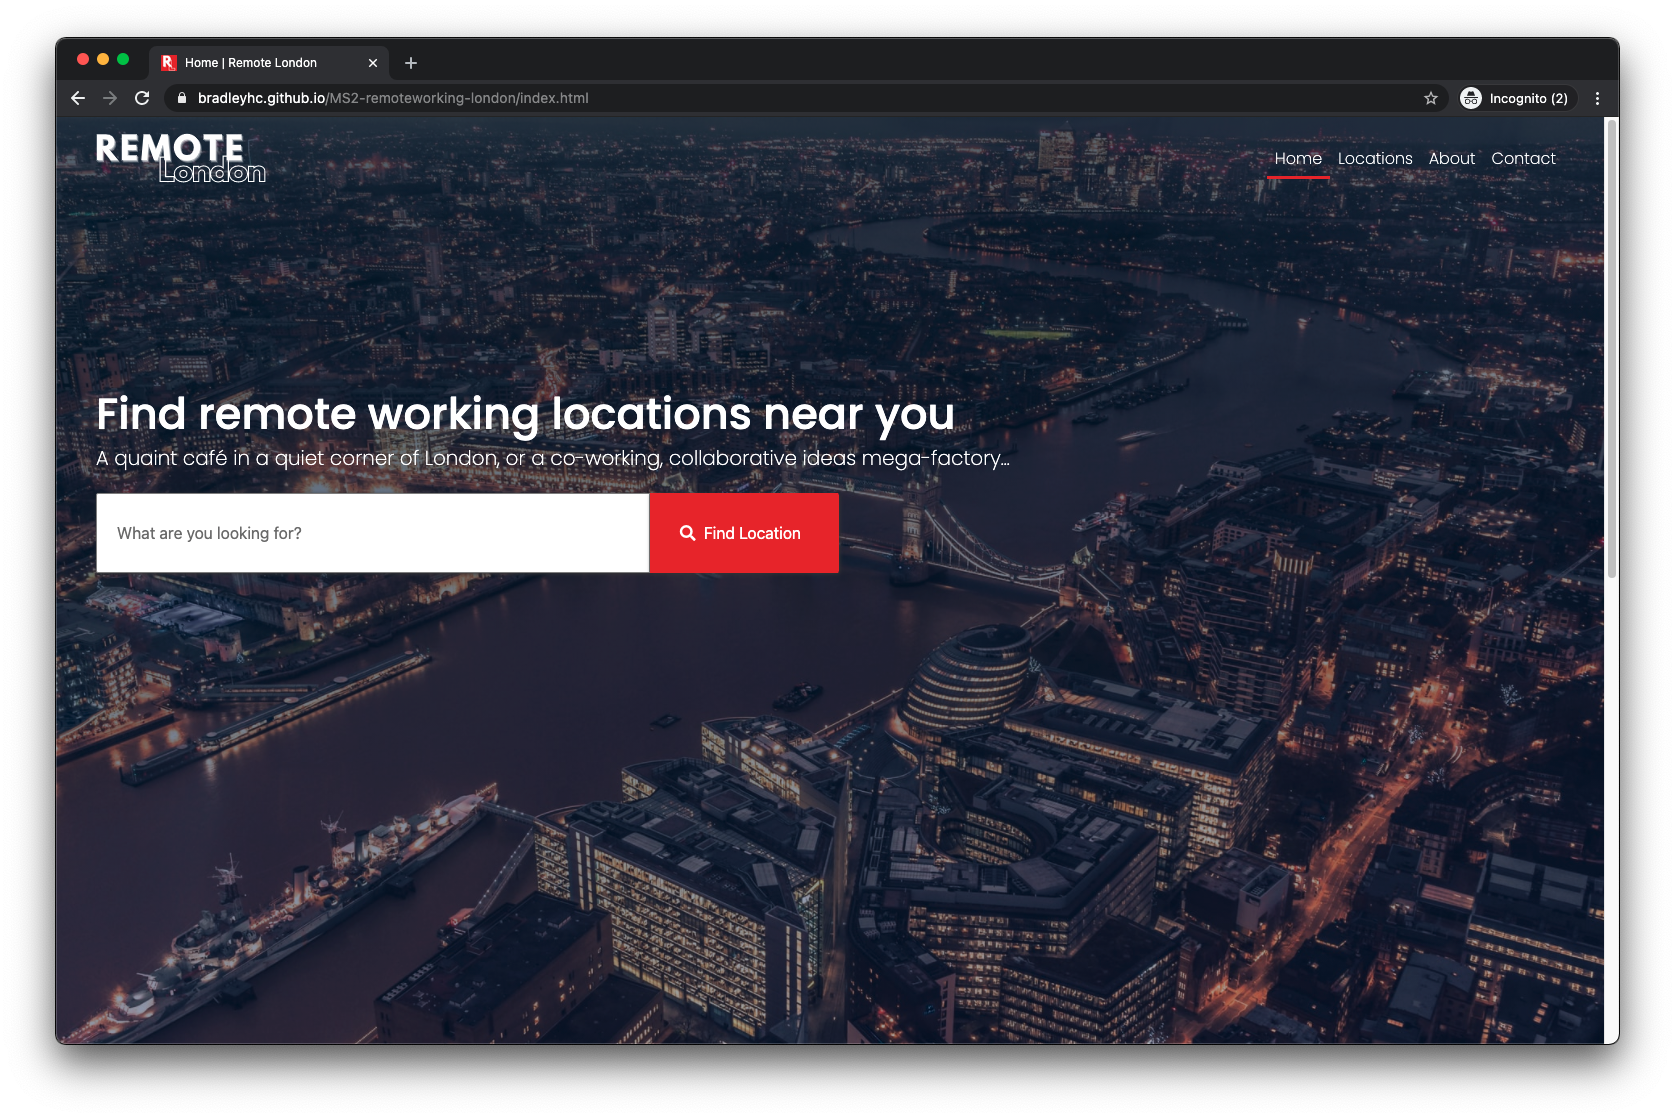 Home | Remote London
bradleyhc.github.io/MS2-remoteworking-london/index.html
Incognito (2)
REMOTE
London
Home Locations About Contact
Find remote working locations near you
A quaint café in a quiet corner of London, or a co-working, collaborative ideas mega-factory...
What are you looking for?
Find Location